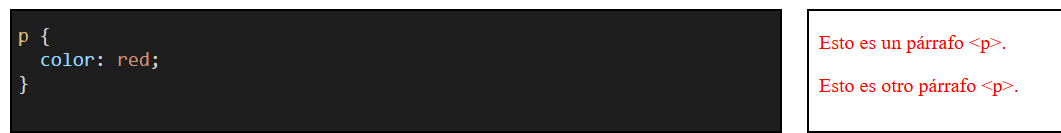 p {
  color: red;
}
Esto es un párrafo <p>.
Esto es otro párrafo <p>.